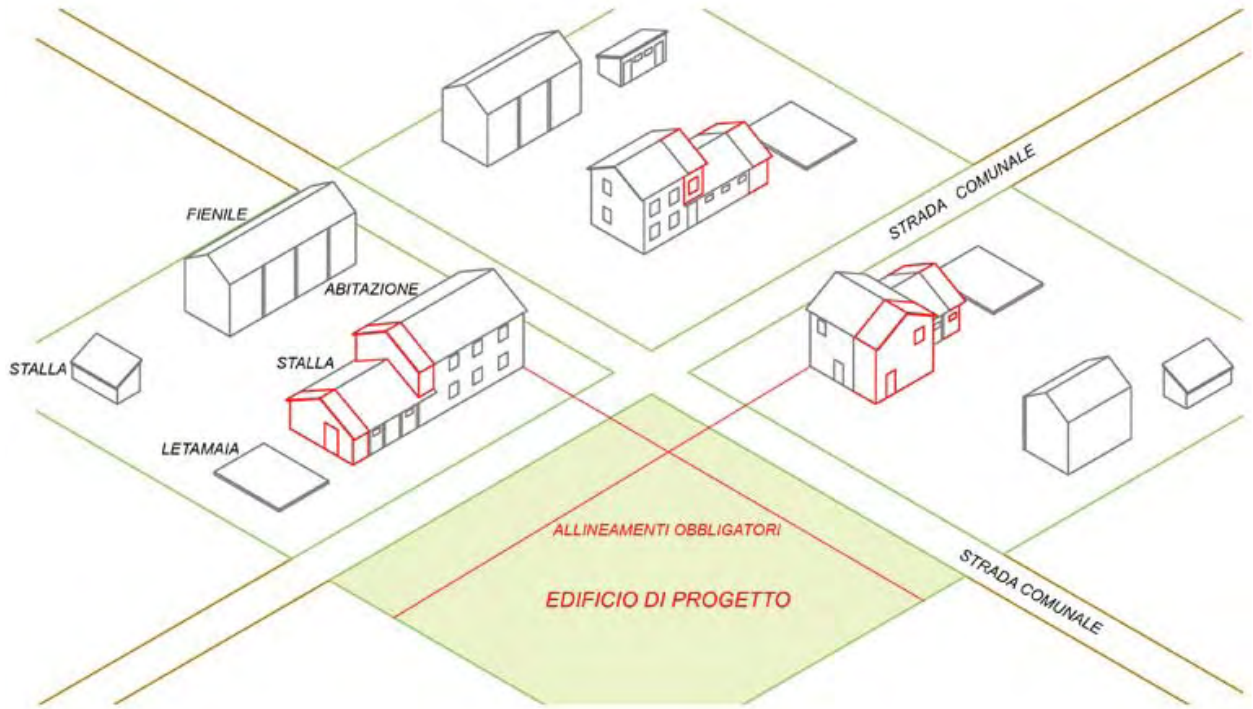 STRADA COMUNALE
FIENILE
ABITAZIONE
STALLA
STALLA
LETAMAIA
ALLINEAMENTI OBBLIGATORI
EDIFICIO DI PROGETTO
STRADA COMUNALE